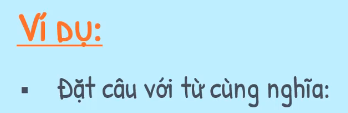 Ví dụ:
▪ Đặt câu với từ cùng nghĩa: